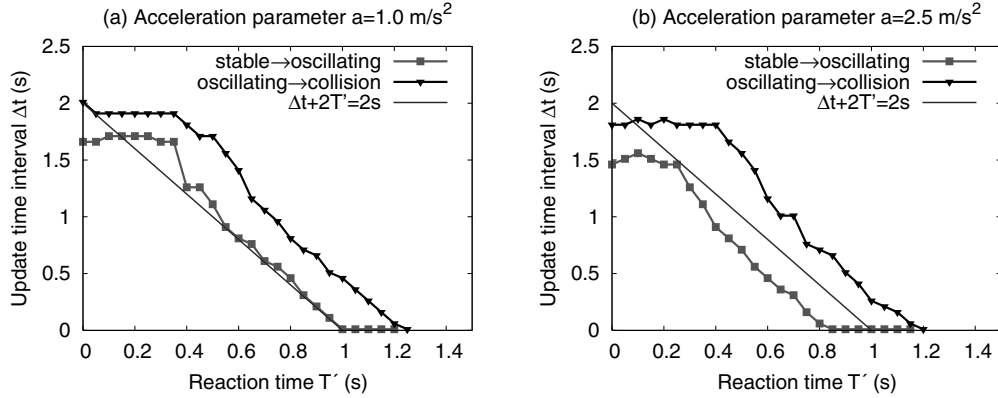 (a) Acceleration parameter a=1.0 m/s²
stable→oscillating
oscillating→collision
Δt+2T'=2s
Update time interval Δt (s)
2.5
2
1.5
1
0.5
0
0 0.2 0.4 0.6 0.8 1 1.2 1.4
Reaction time T´ (s)
(b) Acceleration parameter a=2.5 m/s²
stable→oscillating
oscillating→collision
Δt+2T'=2s
Update time interval Δt (s)
2.5
2
1.5
1
0.5
0
0 0.2 0.4 0.6 0.8 1 1.2 1.4
Reaction time T´ (s)